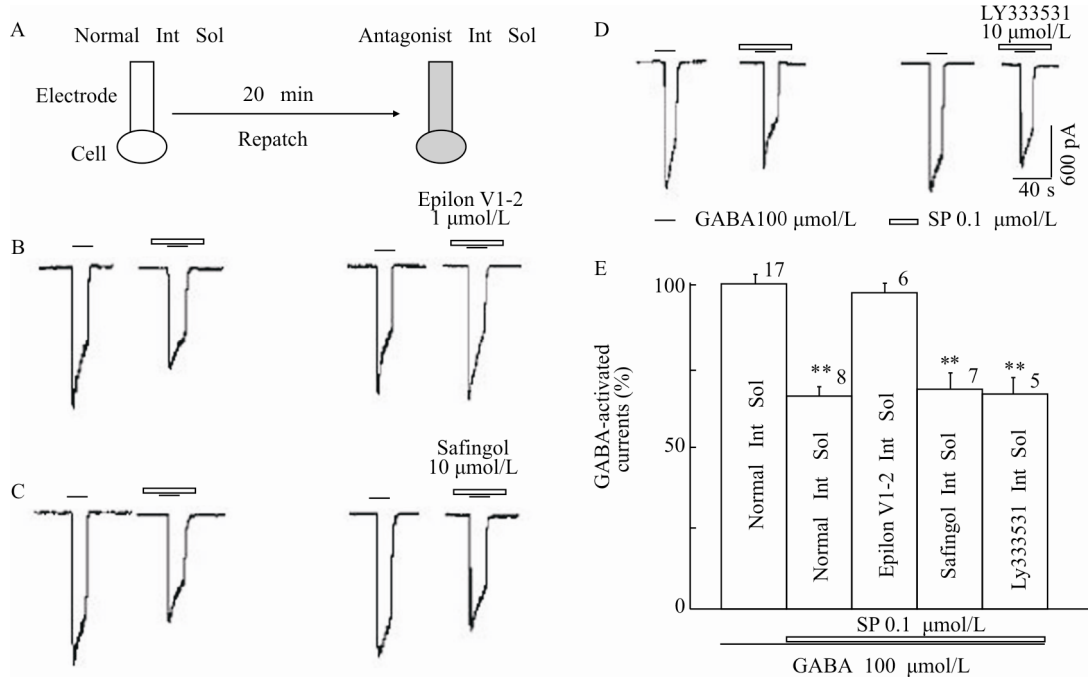 A
Normal Int Sol
Antagonist Int Sol
Electrode
20 min
Repatch
Cell
B
Epilon V1-2
1 μmol/L
C
Safingol
10 μmol/L
D
LY333531
10 μmol/L
600 pA
40 s
GABA100 μmol/L
SP 0.1 μmol/L
E
GABA-activated
currents (%)
100
50
0
17
** 8
6
** 7
** 5
Normal Int Sol
Normal Int Sol
Epilon V1-2 Int Sol
Safingol Int Sol
Ly333531 Int Sol
SP 0.1 μmol/L
GABA 100 μmol/L